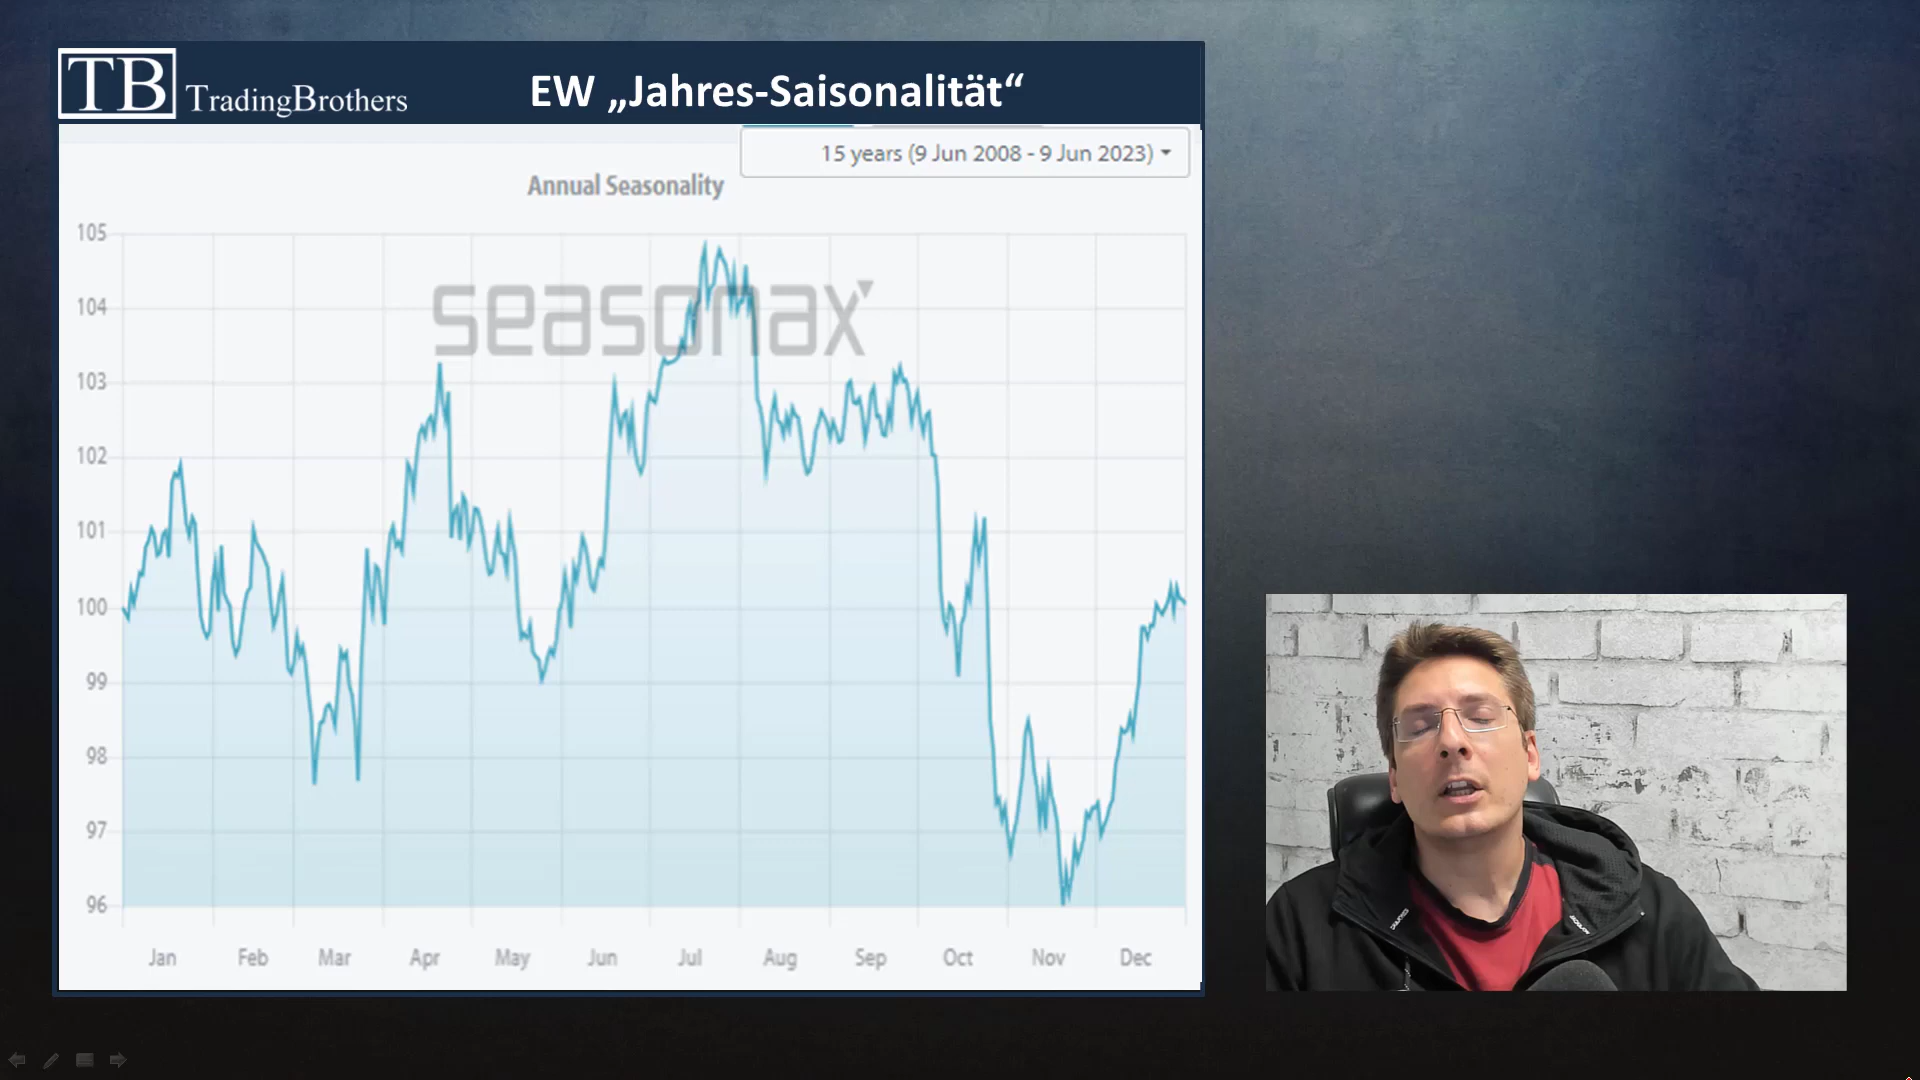 TB TradingBrothers
EW „Jahres-Saisonalität“
15 years (9 Jun 2008 - 9 Jun 2023)
Annual Seasonality
seasonax
105
104
103
102
101
100
99
98
97
96
Jan Feb Mar Apr May Jun Jul Aug Sep Oct Nov Dec